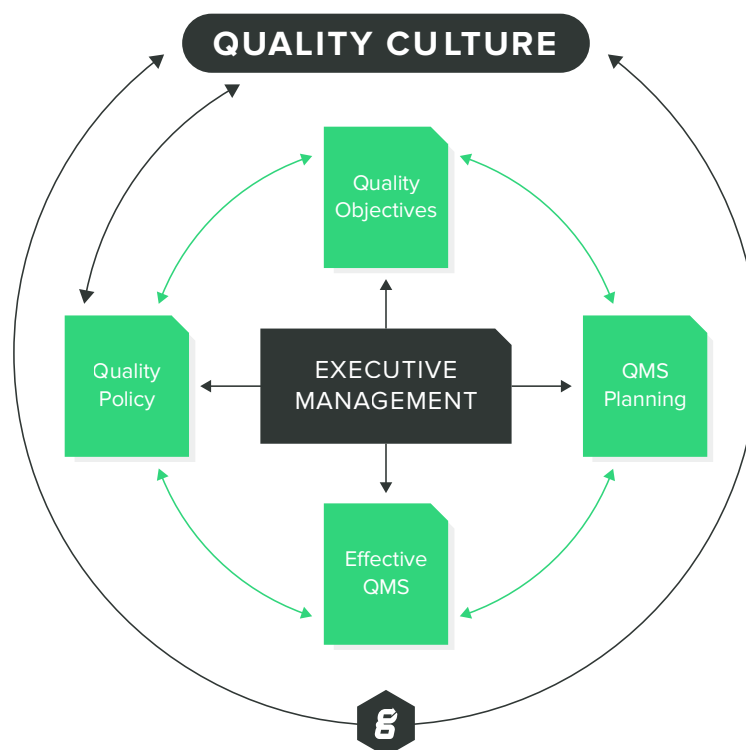 QUALITY CULTURE
Quality
Objectives
Quality
Policy
EXECUTIVE
MANAGEMENT
QMS
Planning
Effective
QMS
g